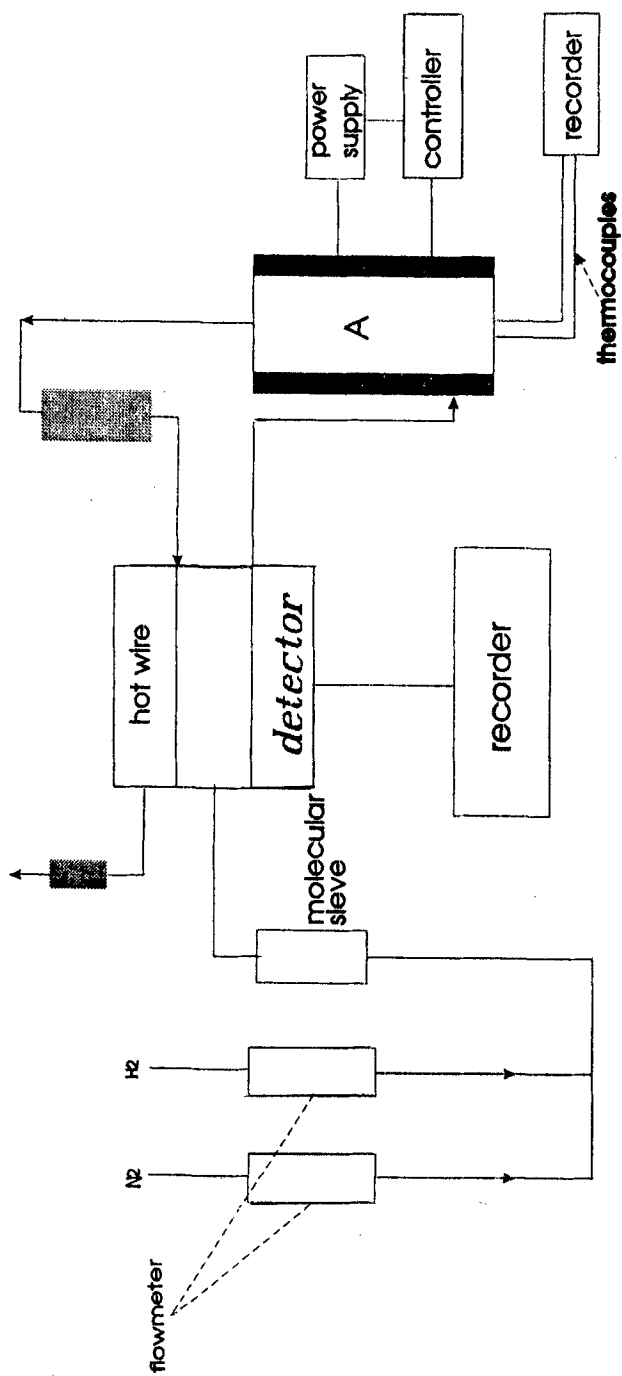 flowmeter
N2
H2
molecular
sieve
hot wire
detector
recorder
A
power
supply
controller
recorder
thermocouples